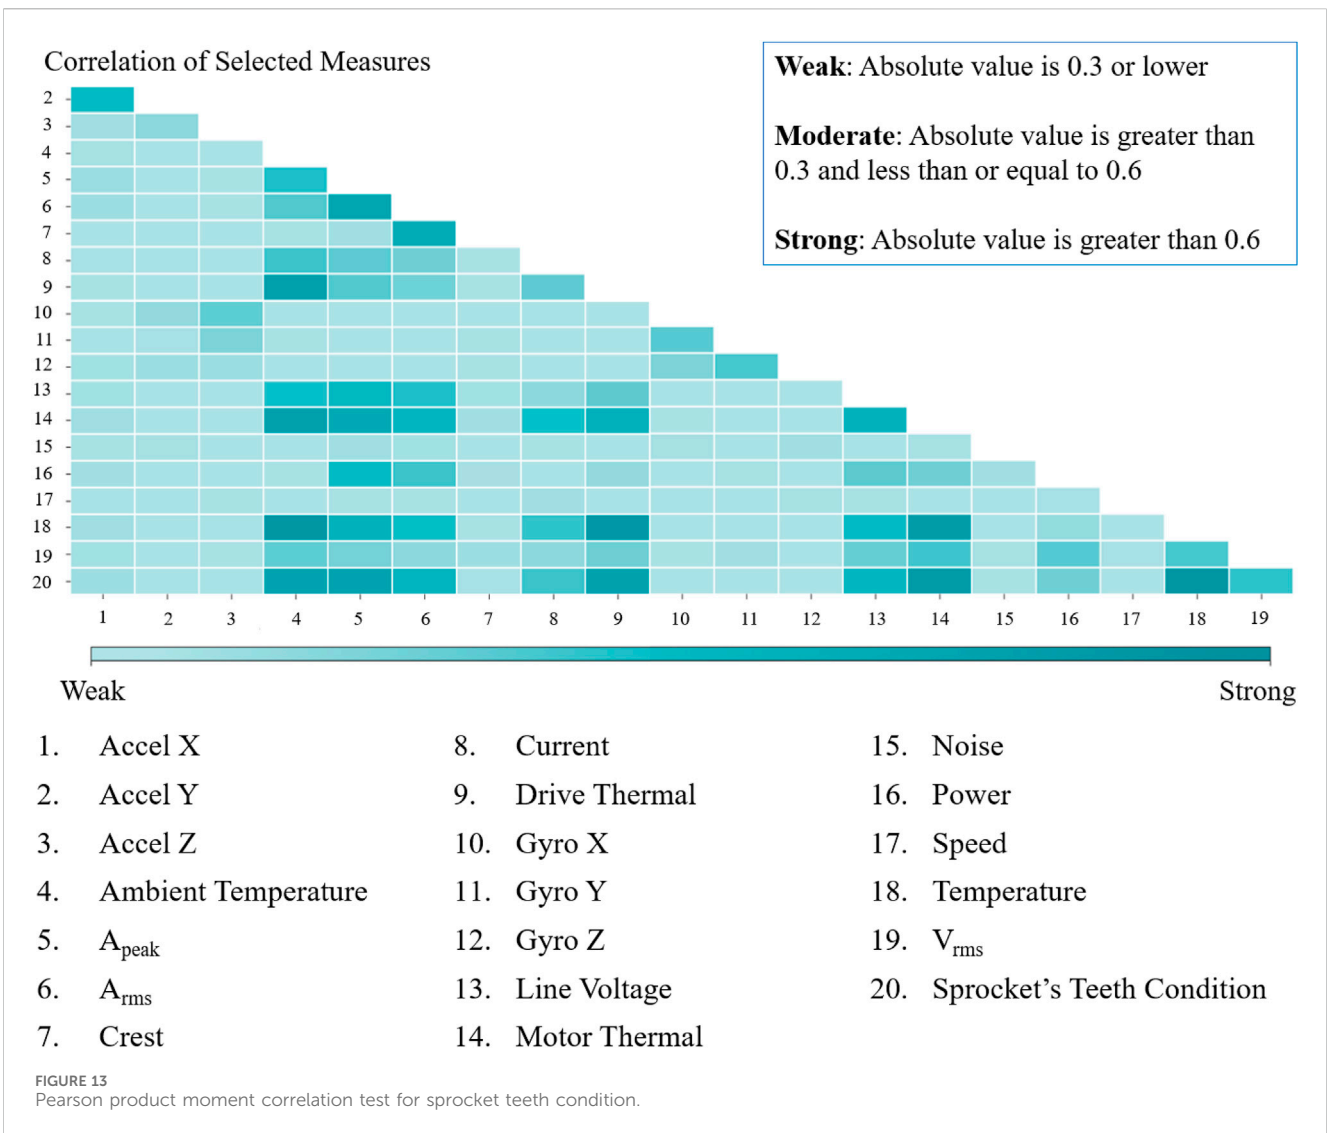 Correlation of Selected Measures
Weak: Absolute value is 0.3 or lower
Moderate: Absolute value is greater than
0.3 and less than or equal to 0.6
Strong: Absolute value is greater than 0.6
2
3
4
5
6
7
8
9
10
11
12
13
14
15
16
17
18
19
20
1 2 3 4 5 6 7 8 9 10 11 12 13 14 15 16 17 18 19
Weak Strong
1. Accel X
2. Accel Y
3. Accel Z
4. Ambient Temperature
5. Apeak
6. Arms
7. Crest
8. Current
9. Drive Thermal
10. Gyro X
11. Gyro Y
12. Gyro Z
13. Line Voltage
14. Motor Thermal
15. Noise
16. Power
17. Speed
18. Temperature
19. Vrms
20. Sprocket’s Teeth Condition
FIGURE 13
Pearson product moment correlation test for sprocket teeth condition.